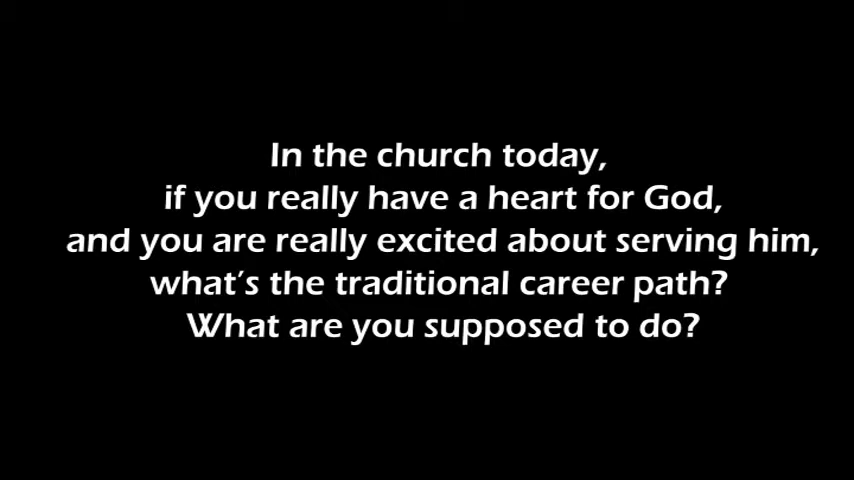 In the church today,
if you really have a heart for God,
and you are really excited about serving him,
what's the traditional career path?
What are you supposed to do?